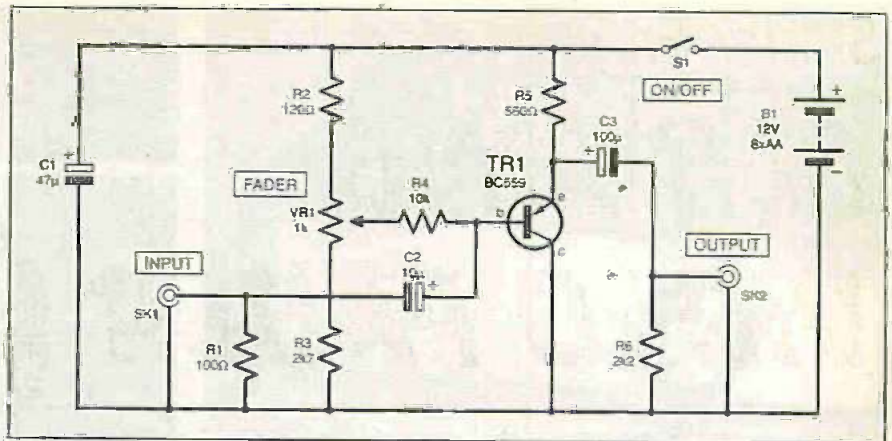 S1
ON/OFF
+
B1
12V
8xAA
-
R2
120Ω
R5
560Ω
C3
+
100μ
C1
+
47μ
FADER
VR1
1k
R4
10k
TR1
BC559
b
e
c
INPUT
SK1
C2
10μ
+
OUTPUT
SK2
R1
100Ω
R3
2k7
R6
2k2